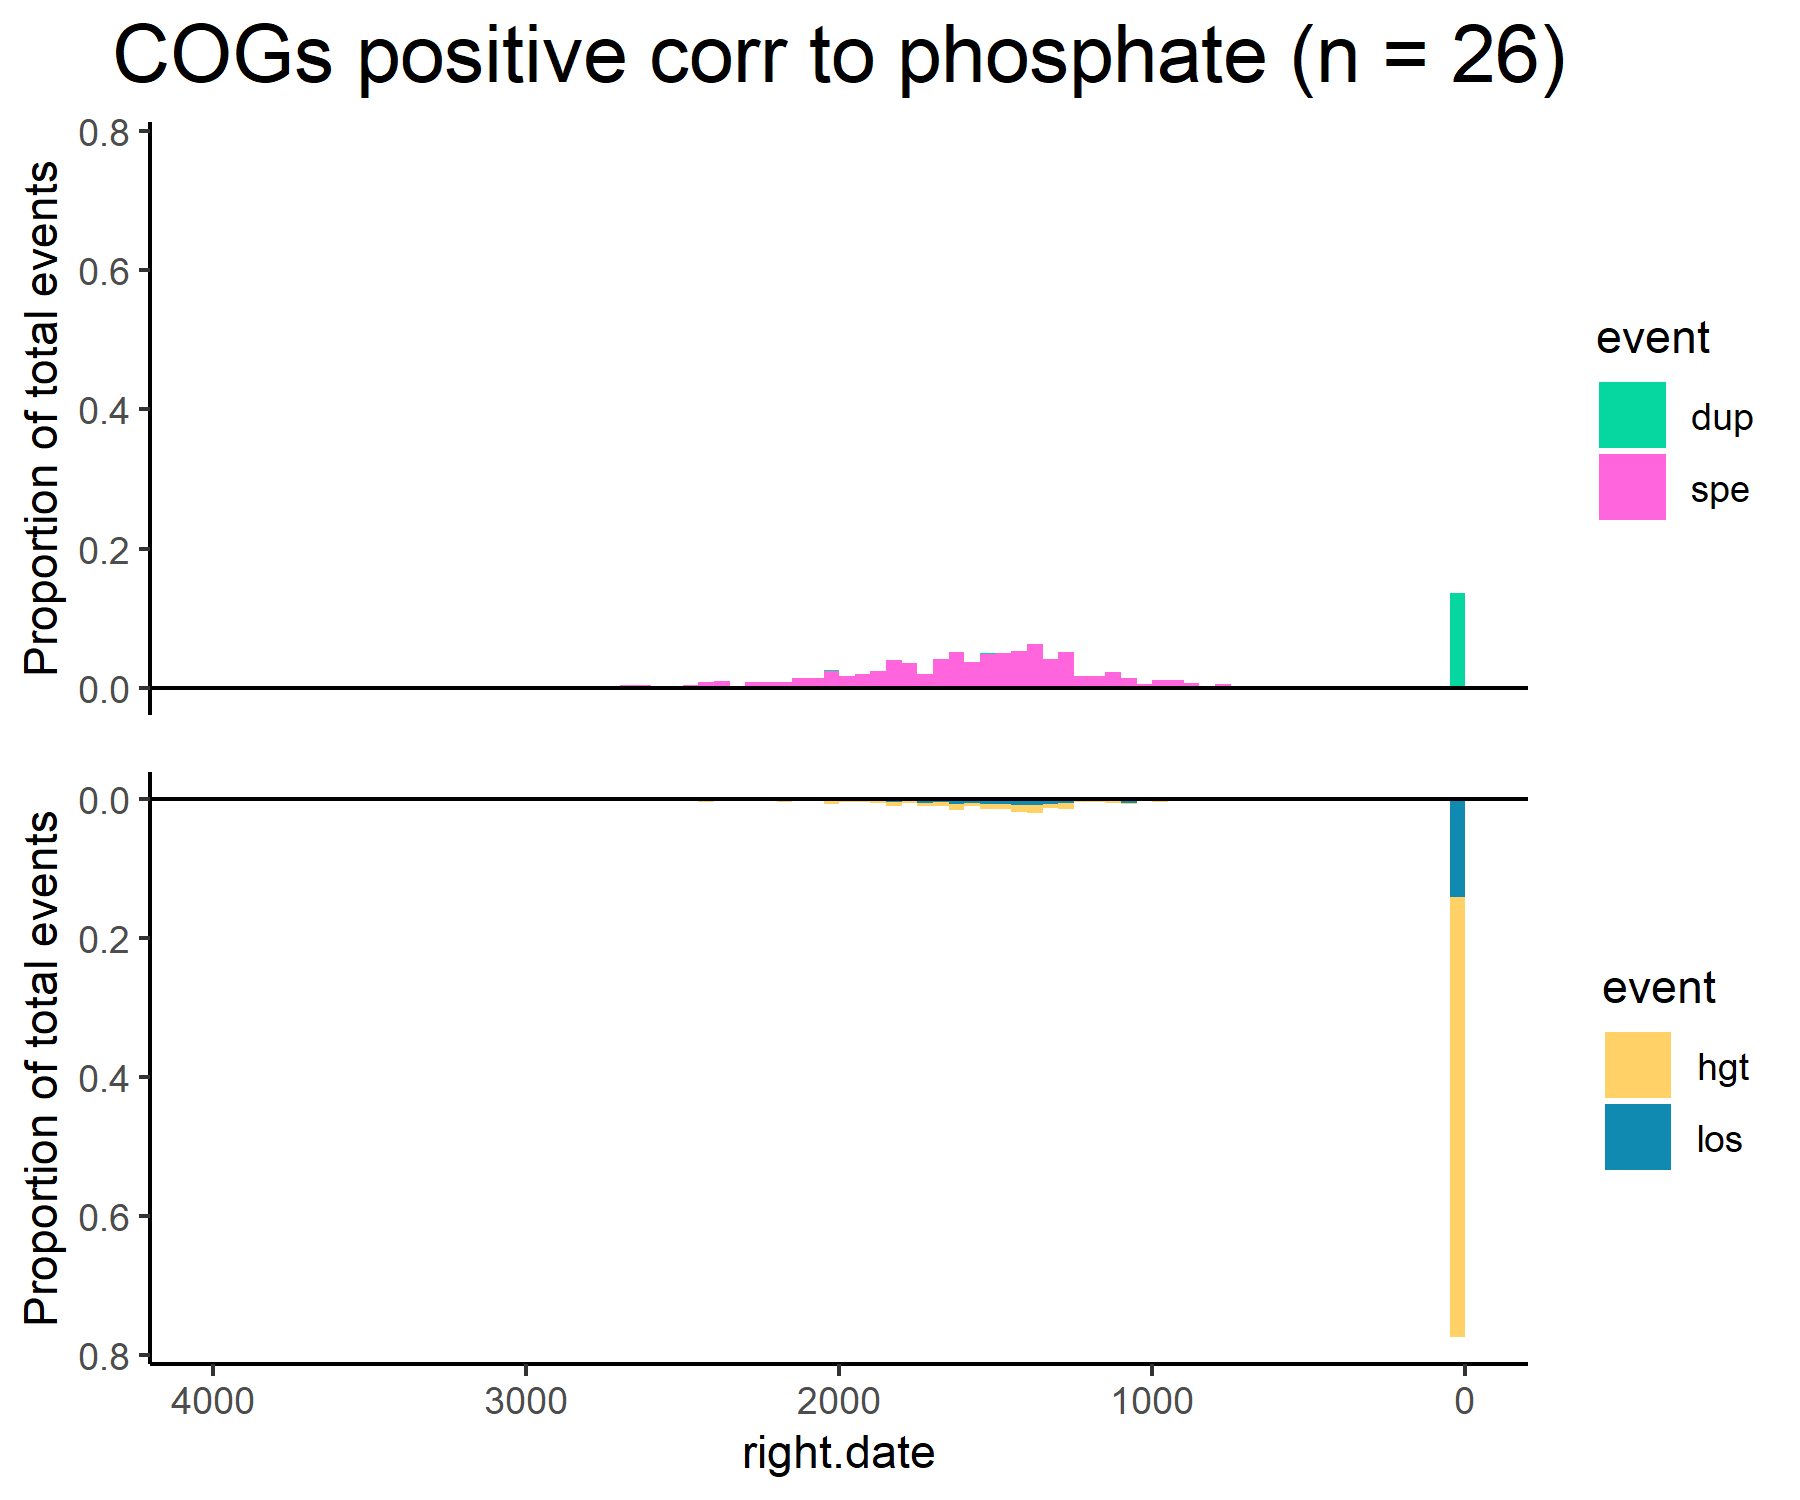 COGs positive corr to phosphate (n = 26)
Proportion of total events
0.8
0.6
0.4
0.2
0.0
event
dup
spe
Proportion of total events
0.0
0.2
0.4
0.6
0.8
event
hgt
los
4000 3000 2000 1000 0
right.date